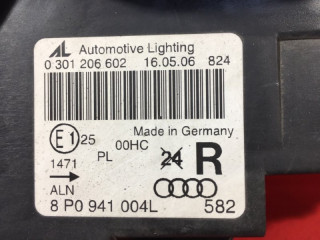 AL Automotive Lighting
0 301 206 602 16.05.06 824
E1 25 00HC Made in Germany
PL 24 R
1471
ALN
8 P0 941 004L 582